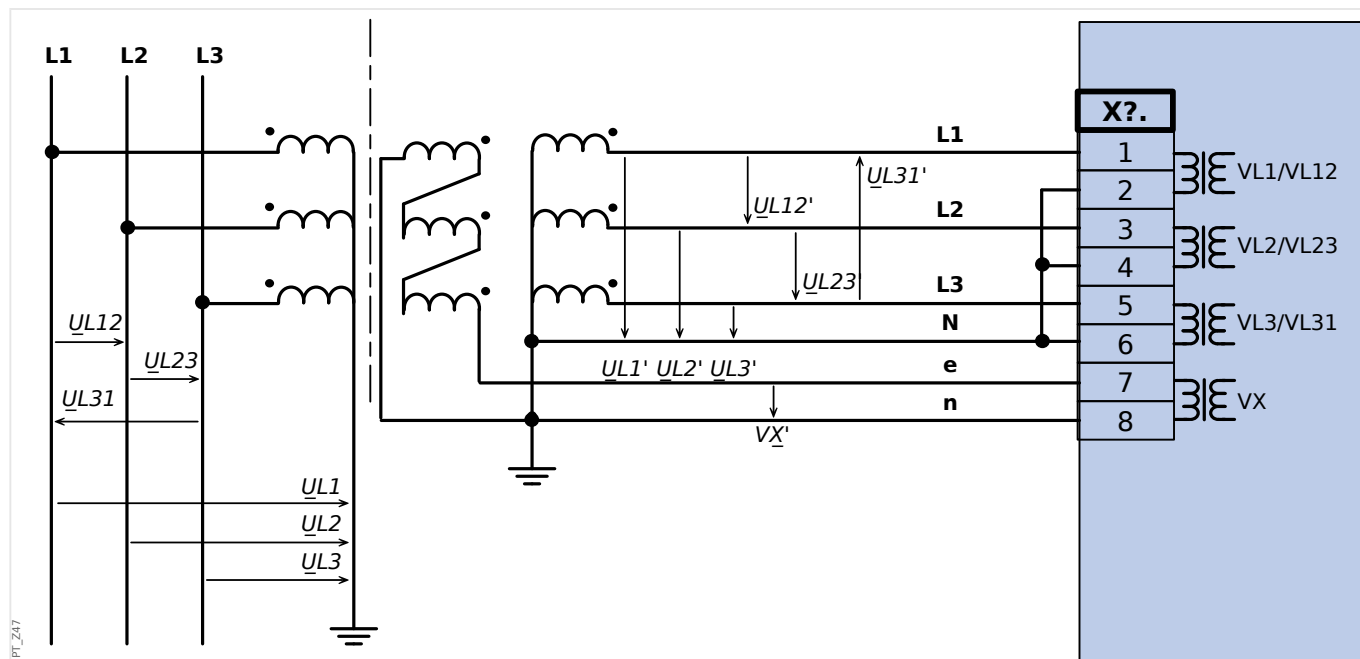 L1 L2 L3
X?.
L1
1
VL1/VL12
UL31'
2
UL12'
L2
3
VL2/VL23
4
UL23'
L3
5
VL3/VL31
N
6
UL12
UL23
UL1' UL2' UL3'
e
7
VX
UL31
n
8
VX'
UL1
UL2
UL3
PT_Z47